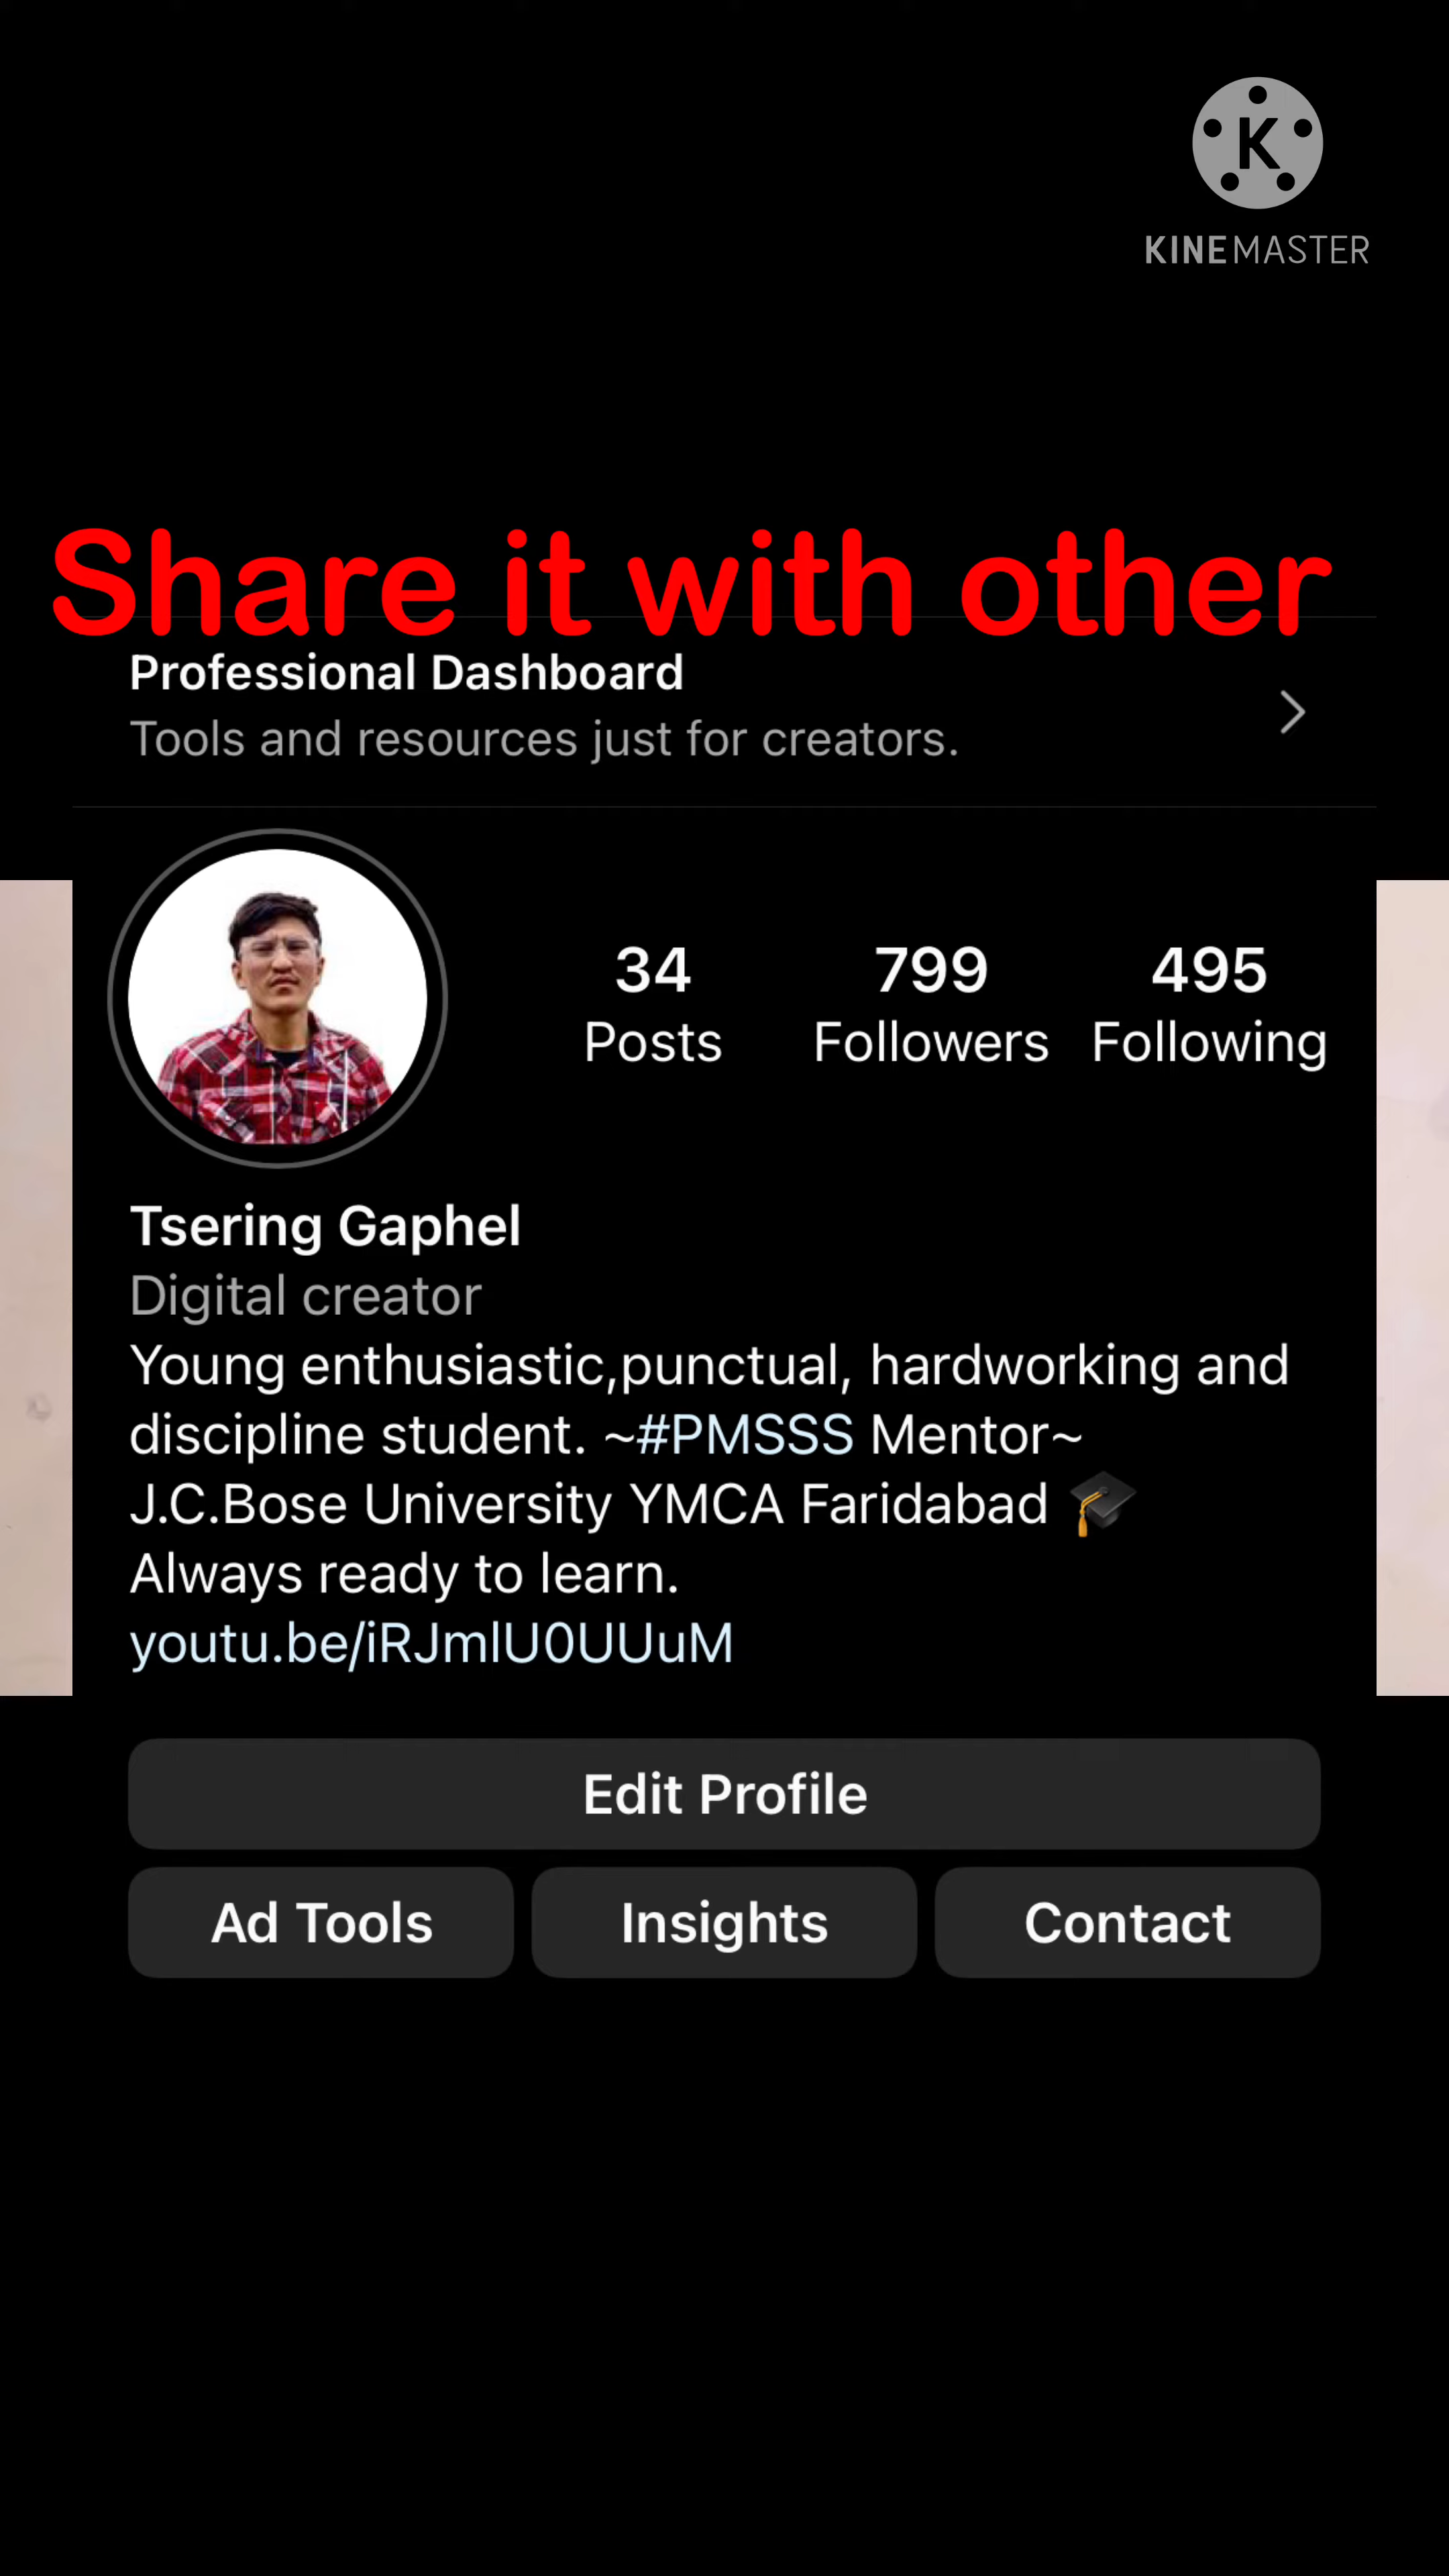 K
KINEMASTER
Share it with other
Professional Dashboard
Tools and resources just for creators.
34
Posts
799
Followers
495
Following
Tsering Gaphel
Digital creator
Young enthusiastic,punctual, hardworking and
discipline student. ~#PMSSS Mentor~
J.C.Bose University YMCA Faridabad 🎓
Always ready to learn.
youtu.be/iRJmlU0UUuM
Edit Profile
Ad Tools
Insights
Contact